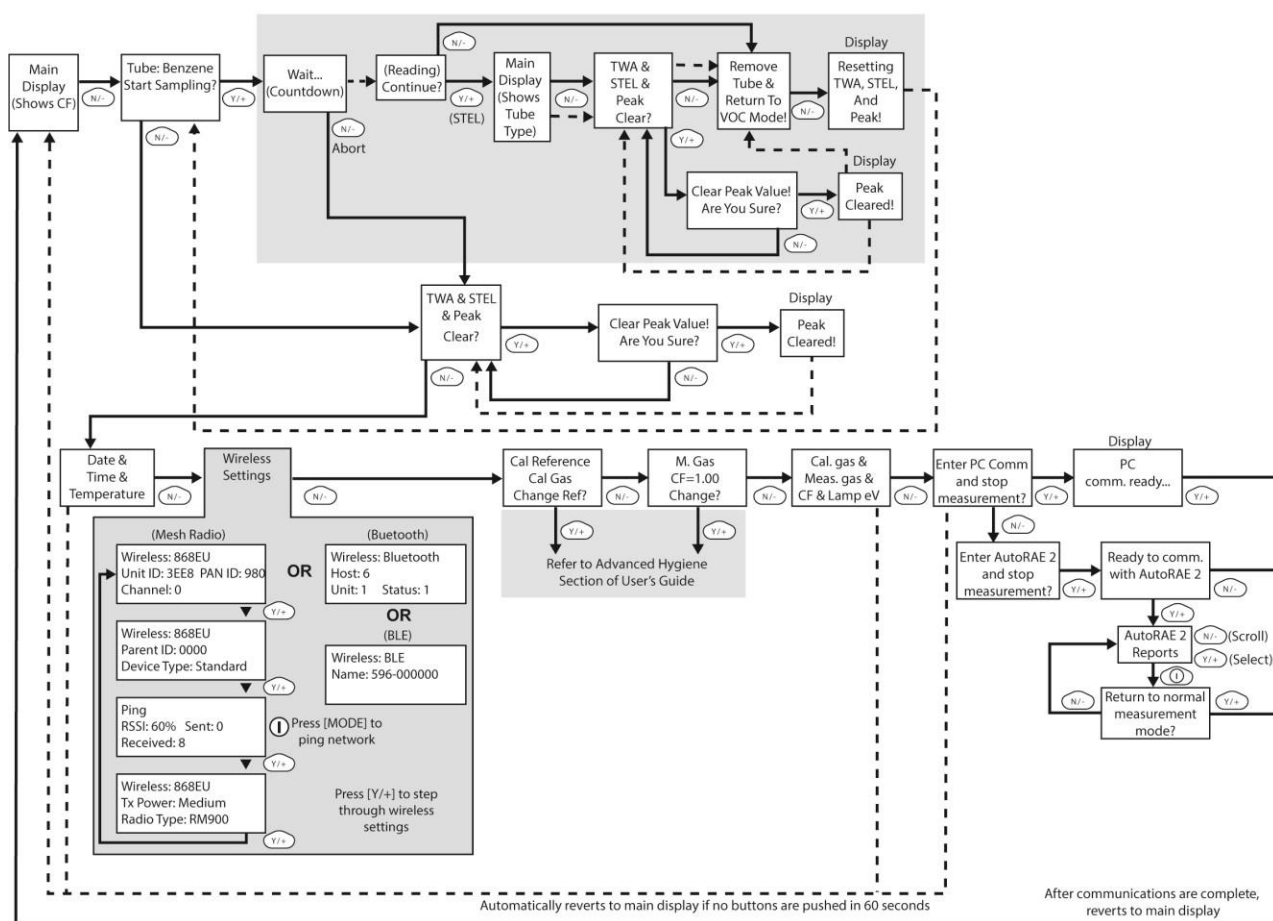 Main
Display
(Shows CF)
N/-
Tube: Benzene
Start Sampling?
Y/+
N/-
Wait...
(Countdown)
N/-
Abort
(Reading)
Continue?
N/-
Y/+
(STEL)
Main
Display
(Shows
Tube
Type)
N/-
TWA &
STEL &
Peak
Clear?
N/-
Y/+
Remove
Tube &
Return To
VOC Mode!
N/-
Display
Resetting
TWA, STEL,
And
Peak!
Clear Peak Value!
Are You Sure?
Y/+
N/-
Display
Peak
Cleared!
TWA & STEL
& Peak
Clear?
Y/+
N/-
Clear Peak Value!
Are You Sure?
Y/+
N/-
Display
Peak
Cleared!
Date &
Time &
Temperature
N/-
Wireless
Settings
N/-
(Mesh Radio)
Wireless: 868EU
Unit ID: 3EE8 PAN ID: 980
Channel: 0
Y/+
Wireless: 868EU
Parent ID: 0000
Device Type: Standard
Y/+
Ping
RSSI: 60% Sent: 0
Received: 8
Y/+
Press [MODE] to
ping network
Wireless: 868EU
Tx Power: Medium
Radio Type: RM900
Y/+
OR
(Buetooth)
Wireless: Bluetooth
Host: 6
Unit: 1 Status: 1
OR
(BLE)
Wireless: BLE
Name: 596-000000
Press [Y/+] to step
through wireless
settings
Cal Reference
Cal Gas
Change Ref?
N/-
Y/+
M. Gas
CF=1.00
Change?
N/-
Y/+
Refer to Advanced Hygiene
Section of User's Guide
Cal. gas &
Meas. gas &
CF & Lamp eV
N/-
Enter PC Comm
and stop
measurement?
Y/+
N/-
Display
PC
comm. ready...
Y/+
Enter AutoRAE 2
and stop
measurement?
Y/+
Ready to comm.
with AutoRAE 2
N/-
Y/+
AutoRAE 2
Reports
N/- (Scroll)
Y/+ (Select)
Return to normal
measurement
mode?
N/-
Y/+
Automatically reverts to main display if no buttons are pushed in 60 seconds
After communications are complete,
reverts to main display